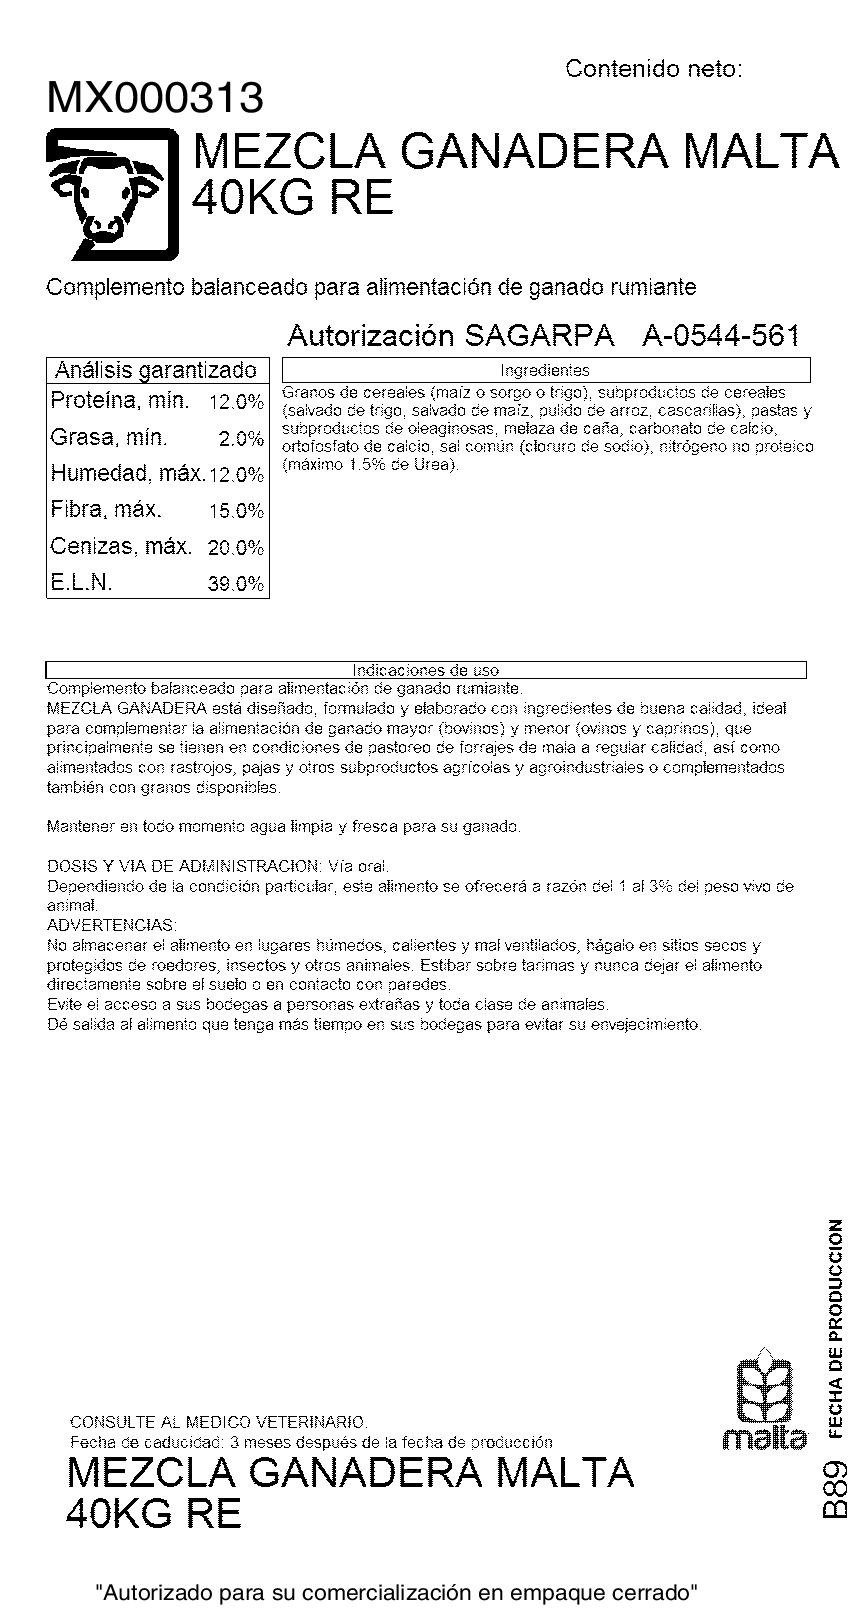 Contenido neto:
MX000313
MEZCLA GANADERA MALTA
40KG RE
Complemento balanceado para alimentación de ganado rumiante
Autorización SAGARPA A-0544-561
Análisis garantizado
Proteína, mín. 12.0%
Grasa, mín. 2.0%
Humedad, máx. 12.0%
Fibra, máx. 15.0%
Cenizas, máx. 20.0%
E.L.N. 39.0%
Ingredientes
Granos de cereales (maíz o sorgo o trigo), subproductos de cereales
(salvado de trigo, salvado de maíz, pulido de arroz, cascarillas), pastas y
subproductos de oleaginosas, melaza de caña, carbonato de calcio,
ortofosfato de calcio, sal común (cloruro de sodio), nitrógeno no proteico
(máximo 1.5% de Urea).
Indicaciones de uso
Complemento balanceado para alimentación de ganado rumiante.
MEZCLA GANADERA está diseñado, formulado y elaborado con ingredientes de buena calidad, ideal
para complementar la alimentación de ganado mayor (bovinos) y menor (ovinos y caprinos), que
principalmente se tienen en condiciones de pastoreo de forrajes de mala a regular calidad, así como
alimentados con rastrojos, pajas y otros subproductos agrícolas y agroindustriales o complementados
también con granos disponibles.
Mantener en todo momento agua limpia y fresca para su ganado.
DOSIS Y VIA DE ADMINISTRACION: Vía oral.
Dependiendo de la condición particular, este alimento se ofrecerá a razón del 1 al 3% del peso vivo de
animal.
ADVERTENCIAS:
No almacenar el alimento en lugares húmedos, calientes y mal ventilados, hágalo en sitios secos y
protegidos de roedores, insectos y otros animales. Estibar sobre tarimas y nunca dejar el alimento
directamente sobre el suelo o en contacto con paredes.
Evite el acceso a sus bodegas a personas extrañas y toda clase de animales.
Dé salida al alimento que tenga más tiempo en sus bodegas para evitar su envejecimiento.
FECHA DE PRODUCCION
malta
CONSULTE AL MEDICO VETERINARIO.
Fecha de caducidad: 3 meses después de la fecha de producción
MEZCLA GANADERA MALTA
40KG RE
B89
"Autorizado para su comercialización en empaque cerrado"